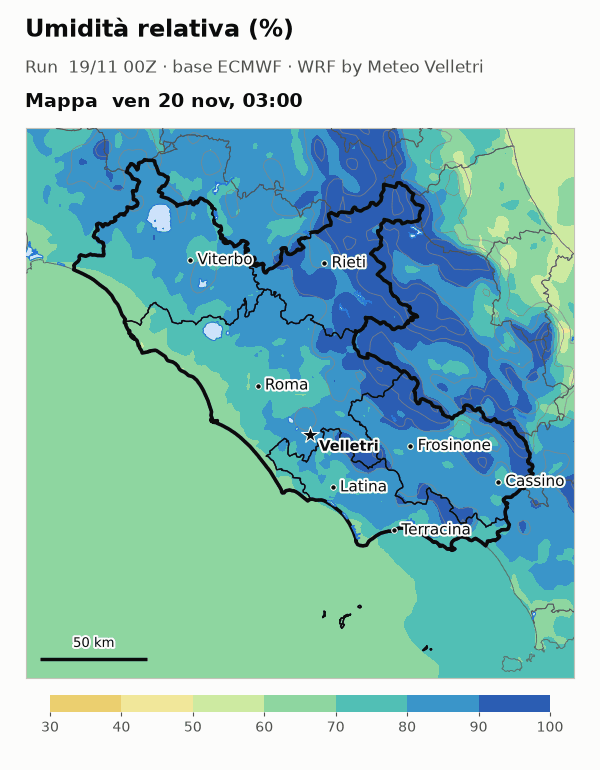 Umidità relativa (%)
Run  19/11 00Z · base ECMWF · WRF by Meteo Velletri
Mappa  ven 20 nov, 03:00
Viterbo
Rieti
Roma
Velletri
Frosinone
Latina
Cassino
Terracina
50 km
30 40 50 60 70 80 90 100